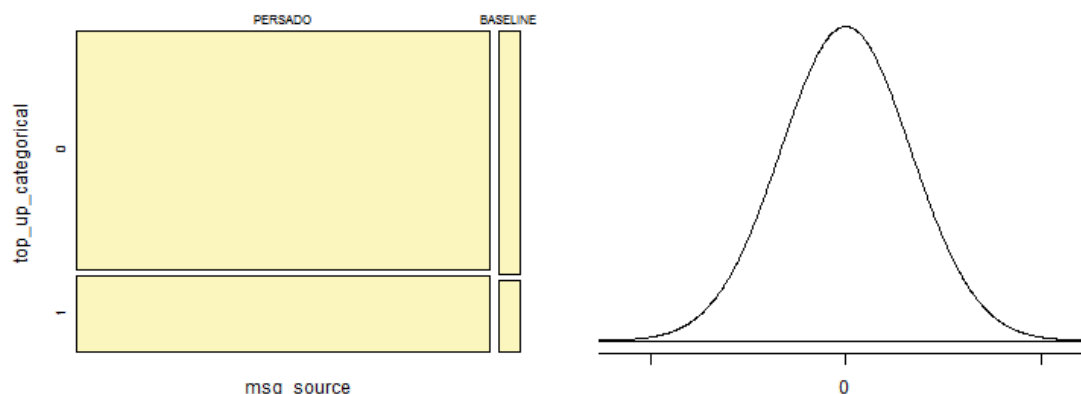 PERSADO
BASELINE
top_up_categorical
0
1
msg_source
0